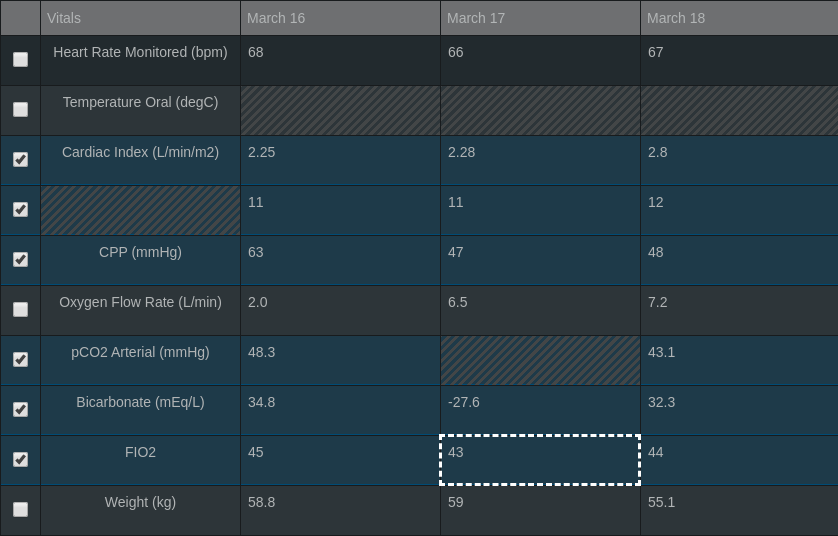 Vitals March 16 March 17 March 18
Heart Rate Monitored (bpm) 68 66 67
Temperature Oral (degC)
Cardiac Index (L/min/m2) 2.25 2.28 2.8
11 11 12
CPP (mmHg) 63 47 48
Oxygen Flow Rate (L/min) 2.0 6.5 7.2
pCO2 Arterial (mmHg) 48.3 43.1
Bicarbonate (mEq/L) 34.8 -27.6 32.3
FIO2 45 43 44
Weight (kg) 58.8 59 55.1